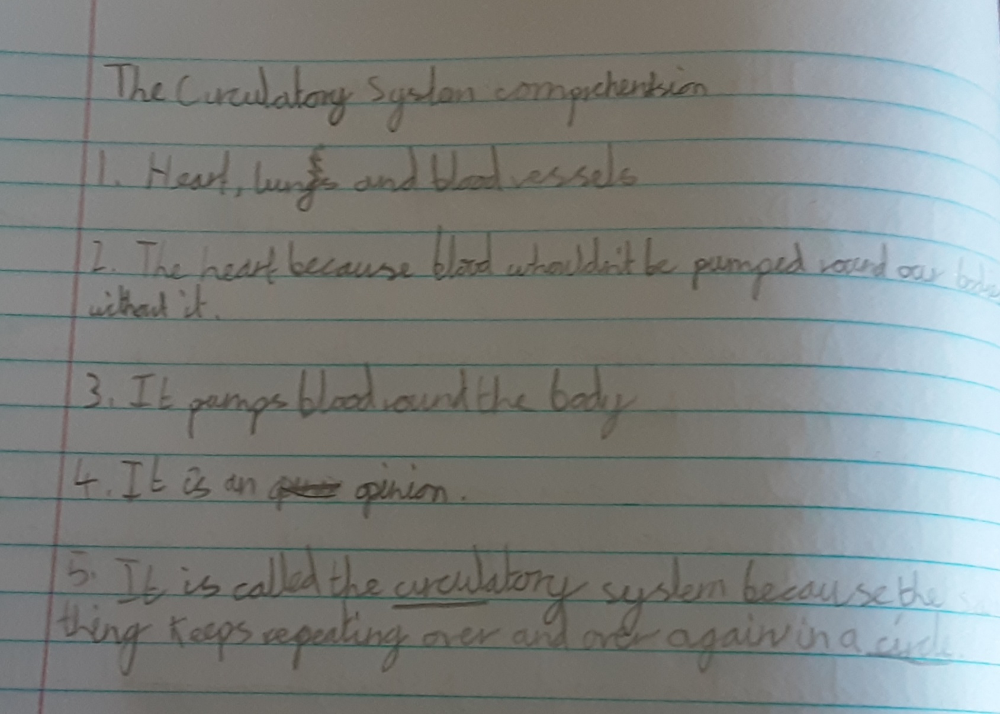 The Circulatory System comprehension
1. Heart, lungs and blood vessels
2. The heart because blood whouldn't be pumped round our
without it.
3. It pumps blood round the body
4. It is an opinion.
5. It is called the circulatory system because the
thing keeps repeating over and over again in a circle.